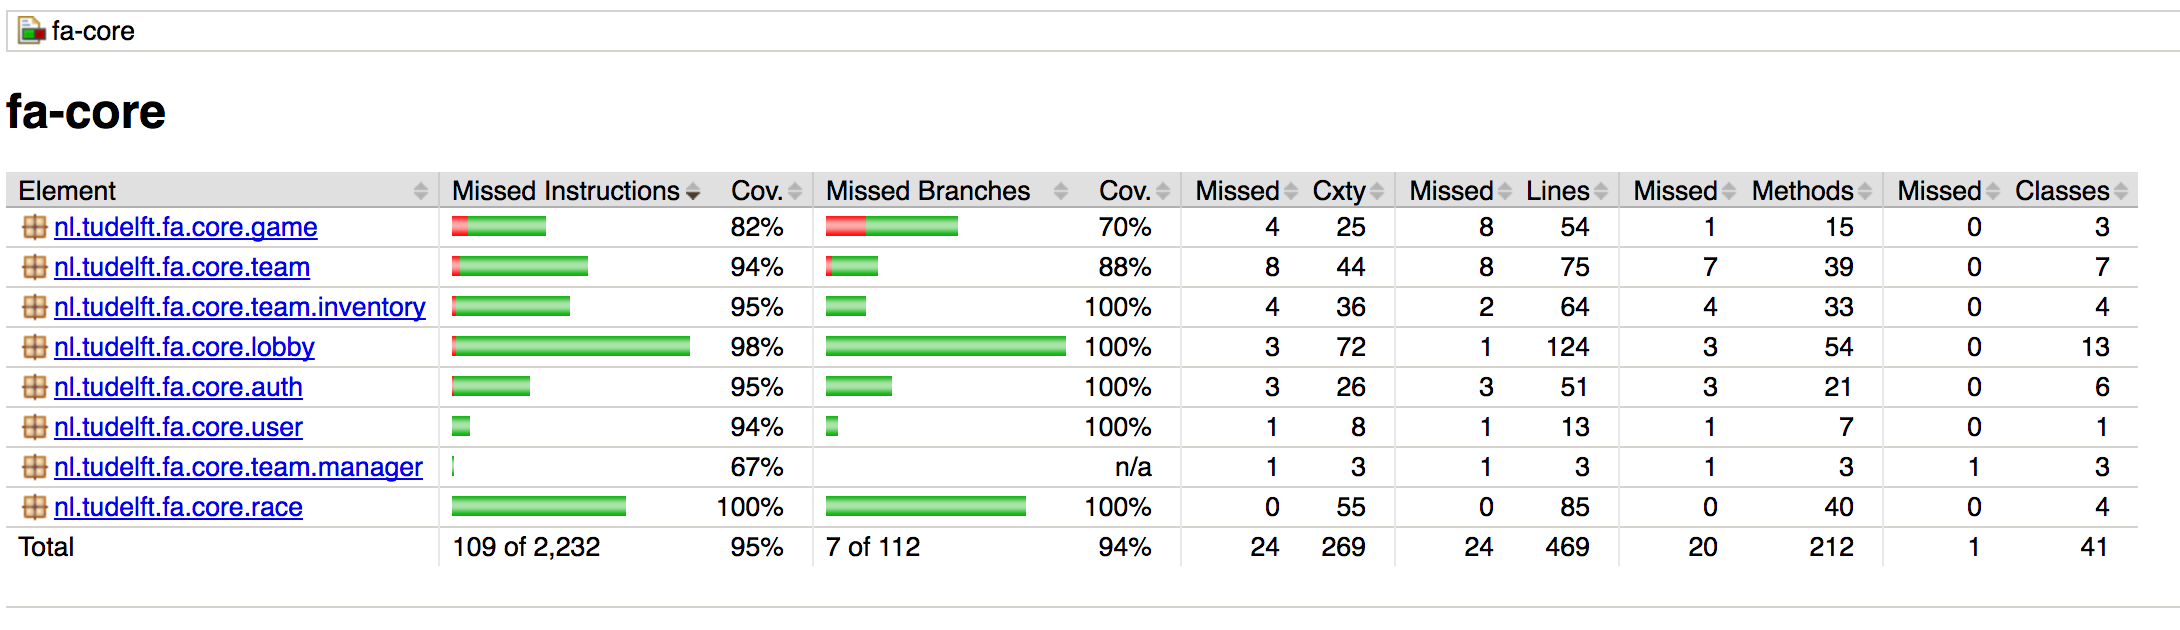 fa-core
fa-core
Element Missed Instructions Cov. Missed Branches Cov. Missed Cxty Missed Lines Missed Methods Missed Classes
nl.tudelft.fa.core.game 82% 70% 4 25 8 54 1 15 0 3
nl.tudelft.fa.core.team 94% 88% 8 44 8 75 7 39 0 7
nl.tudelft.fa.core.team.inventory 95% 100% 4 36 2 64 4 33 0 4
nl.tudelft.fa.core.lobby 98% 100% 3 72 1 124 3 54 0 13
nl.tudelft.fa.core.auth 95% 100% 3 26 3 51 3 21 0 6
nl.tudelft.fa.core.user 94% 100% 1 8 1 13 1 7 0 1
nl.tudelft.fa.core.team.manager 67% n/a 1 3 1 3 1 3 1 3
nl.tudelft.fa.core.race 100% 100% 0 55 0 85 0 40 0 4
Total 109 of 2,232 95% 7 of 112 94% 24 269 24 469 20 212 1 41